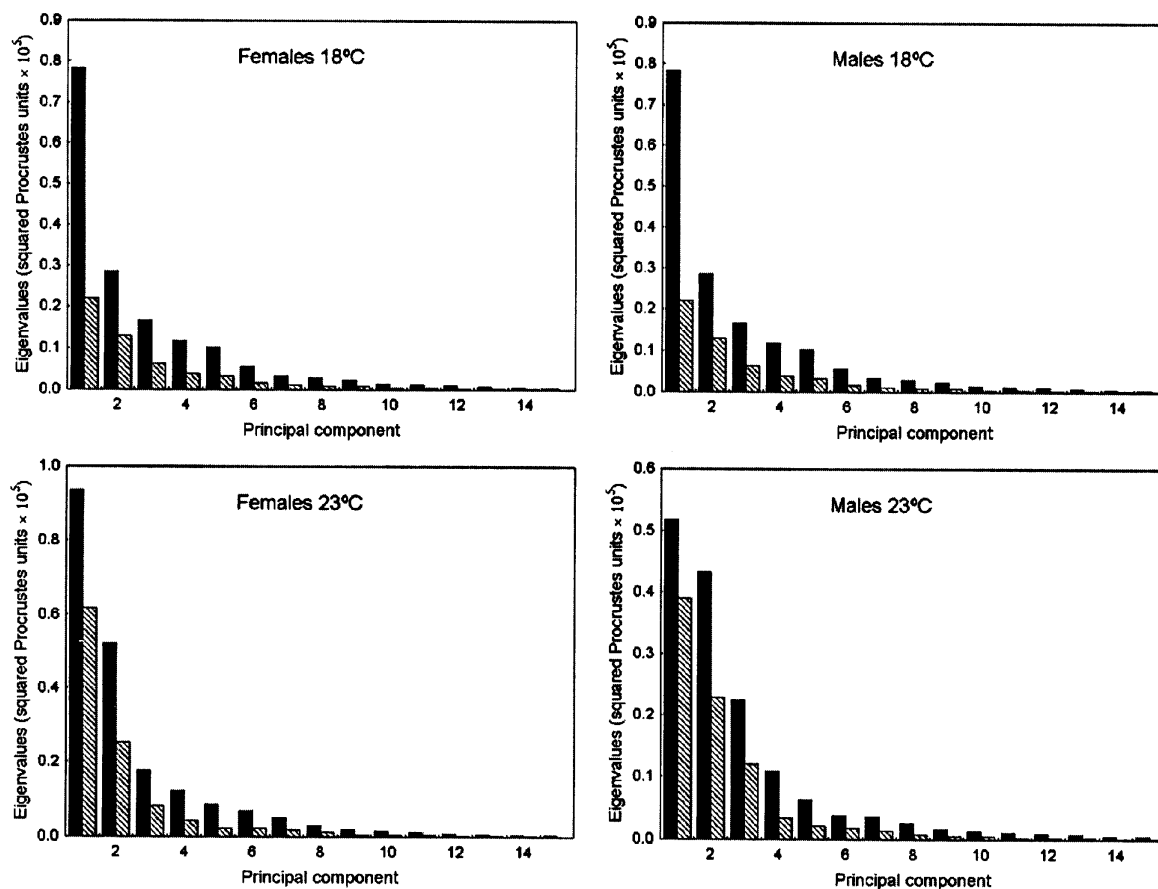 Females 18ºC
Eigenvalues (squared Procrustes units × 10⁵)
0.9
0.8
0.7
0.6
0.5
0.4
0.3
0.2
0.1
0.0
2 4 6 8 10 12 14
Principal component
Males 18ºC
Eigenvalues (squared Procrustes units × 10⁵)
0.9
0.8
0.7
0.6
0.5
0.4
0.3
0.2
0.1
0.0
2 4 6 8 10 12 14
Principal component
Females 23ºC
Eigenvalues (squared Procrustes units × 10⁵)
1.0
0.8
0.6
0.4
0.2
0.0
2 4 6 8 10 12 14
Principal component
Males 23ºC
Eigenvalues (squared Procrustes units × 10⁵)
0.6
0.5
0.4
0.3
0.2
0.1
0.0
2 4 6 8 10 12 14
Principal component